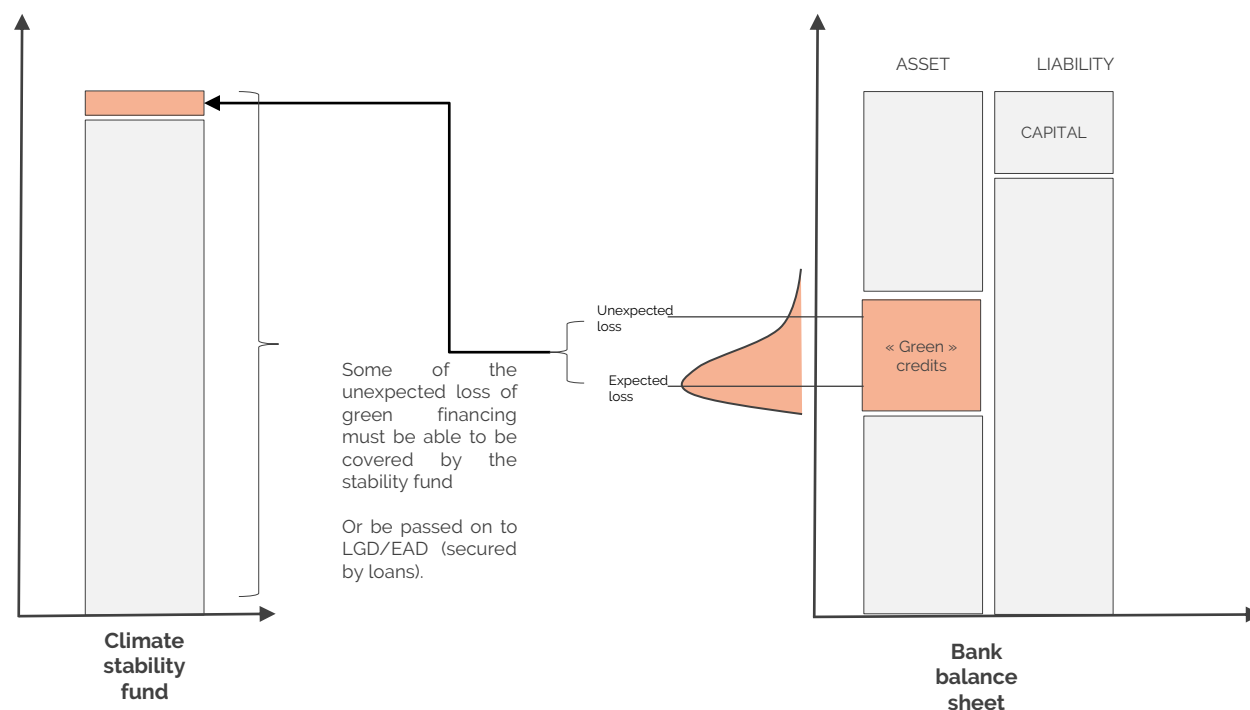 ASSET
LIABILITY
CAPITAL
Unexpected
loss
« Green »
credits
Expected
loss
Some of the
unexpected loss of
green financing
must be able to be
covered by the
stability fund
Or be passed on to
LGD/EAD (secured
by loans).
Climate
stability
fund
Bank
balance
sheet